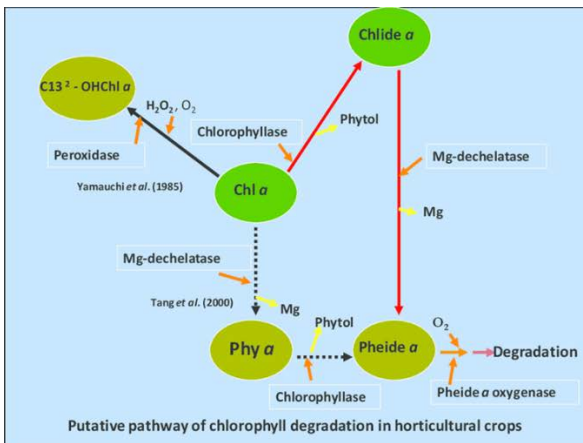 Chlide a
C13² - OHChl a
H₂O₂, O₂
Phytol
Chlorophyllase
Peroxidase
Mg-dechelatase
Yamauchi et al. (1985)
Chl a
Mg
Mg-dechelatase
Tang et al. (2000)
Mg
Phytol
O₂
Phy a
Pheide a
Degradation
Chlorophyllase
Pheide a oxygenase
Putative pathway of chlorophyll degradation in horticultural crops